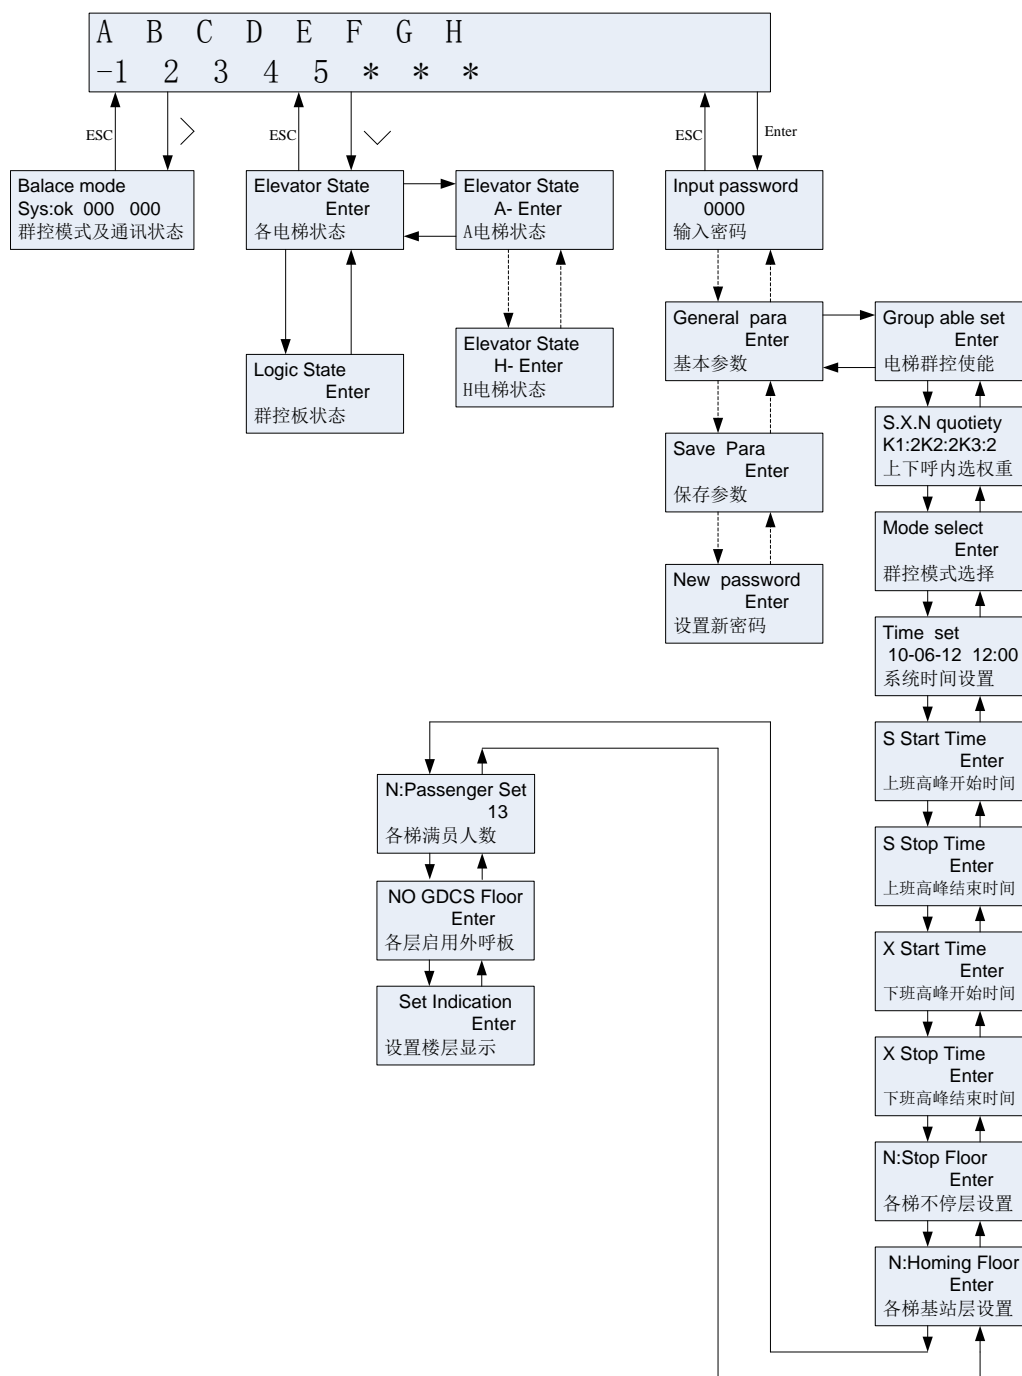 A B C D E F G H
-1 2 3 4 5 * * *
ESC
ESC
ESC
Enter
Balace mode
Sys:ok 000 000
群控模式及通讯状态
Elevator State
Enter
各电梯状态
Elevator State
A- Enter
A电梯状态
Input password
0000
输入密码
Logic State
Enter
群控板状态
Elevator State
H- Enter
H电梯状态
General para
Enter
基本参数
Group able set
Enter
电梯群控使能
Save Para
Enter
保存参数
S.X.N quotiety
K1:2K2:2K3:2
上下呼内选权重
Mode select
Enter
群控模式选择
New password
Enter
设置新密码
Time set
10-06-12 12:00
系统时间设置
S Start Time
Enter
上班高峰开始时间
S Stop Time
Enter
上班高峰结束时间
X Start Time
Enter
下班高峰开始时间
X Stop Time
Enter
下班高峰结束时间
N:Stop Floor
Enter
各梯不停层设置
N:Homing Floor
Enter
各梯基站层设置
N:Passenger Set
13
各梯满员人数
NO GDCS Floor
Enter
各层启用外呼板
Set Indication
Enter
设置楼层显示